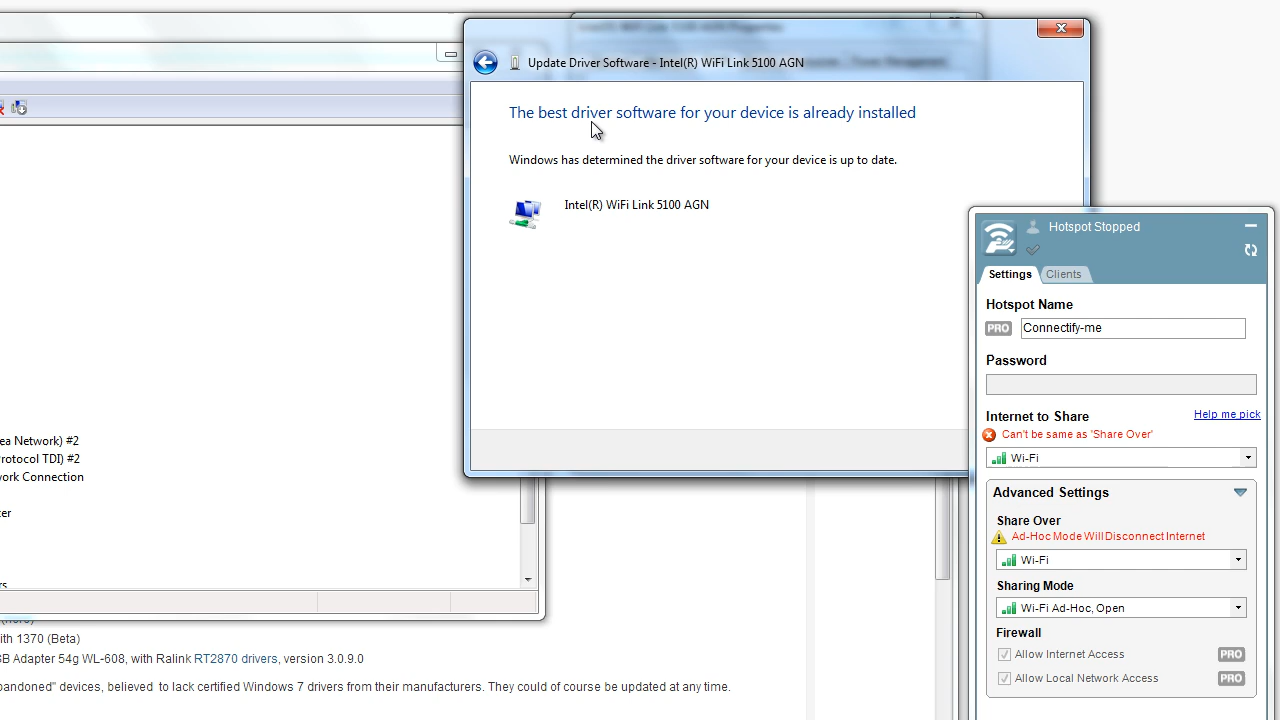 Update Driver Software - Intel(R) WiFi Link 5100 AGN
The best driver software for your device is already installed
Windows has determined the driver software for your device is up to date.
Intel(R) WiFi Link 5100 AGN
ea Network) #2
rotocol TDI) #2
ork Connection
ter
rs
ith 1370 (Beta)
SB Adapter 54g WL-608, with Ralink RT2870 drivers, version 3.0.9.0
bandoned" devices, believed to lack certified Windows 7 drivers from their manufacturers. They could of course be updated at any time.
Hotspot Stopped
Settings
Clients
Hotspot Name
PRO
Connectify-me
Password
Internet to Share
Help me pick
Can't be same as 'Share Over'
Wi-Fi
Advanced Settings
Share Over
Ad-Hoc Mode Will Disconnect Internet
Wi-Fi
Sharing Mode
Wi-Fi Ad-Hoc, Open
Firewall
Allow Internet Access
PRO
Allow Local Network Access
PRO